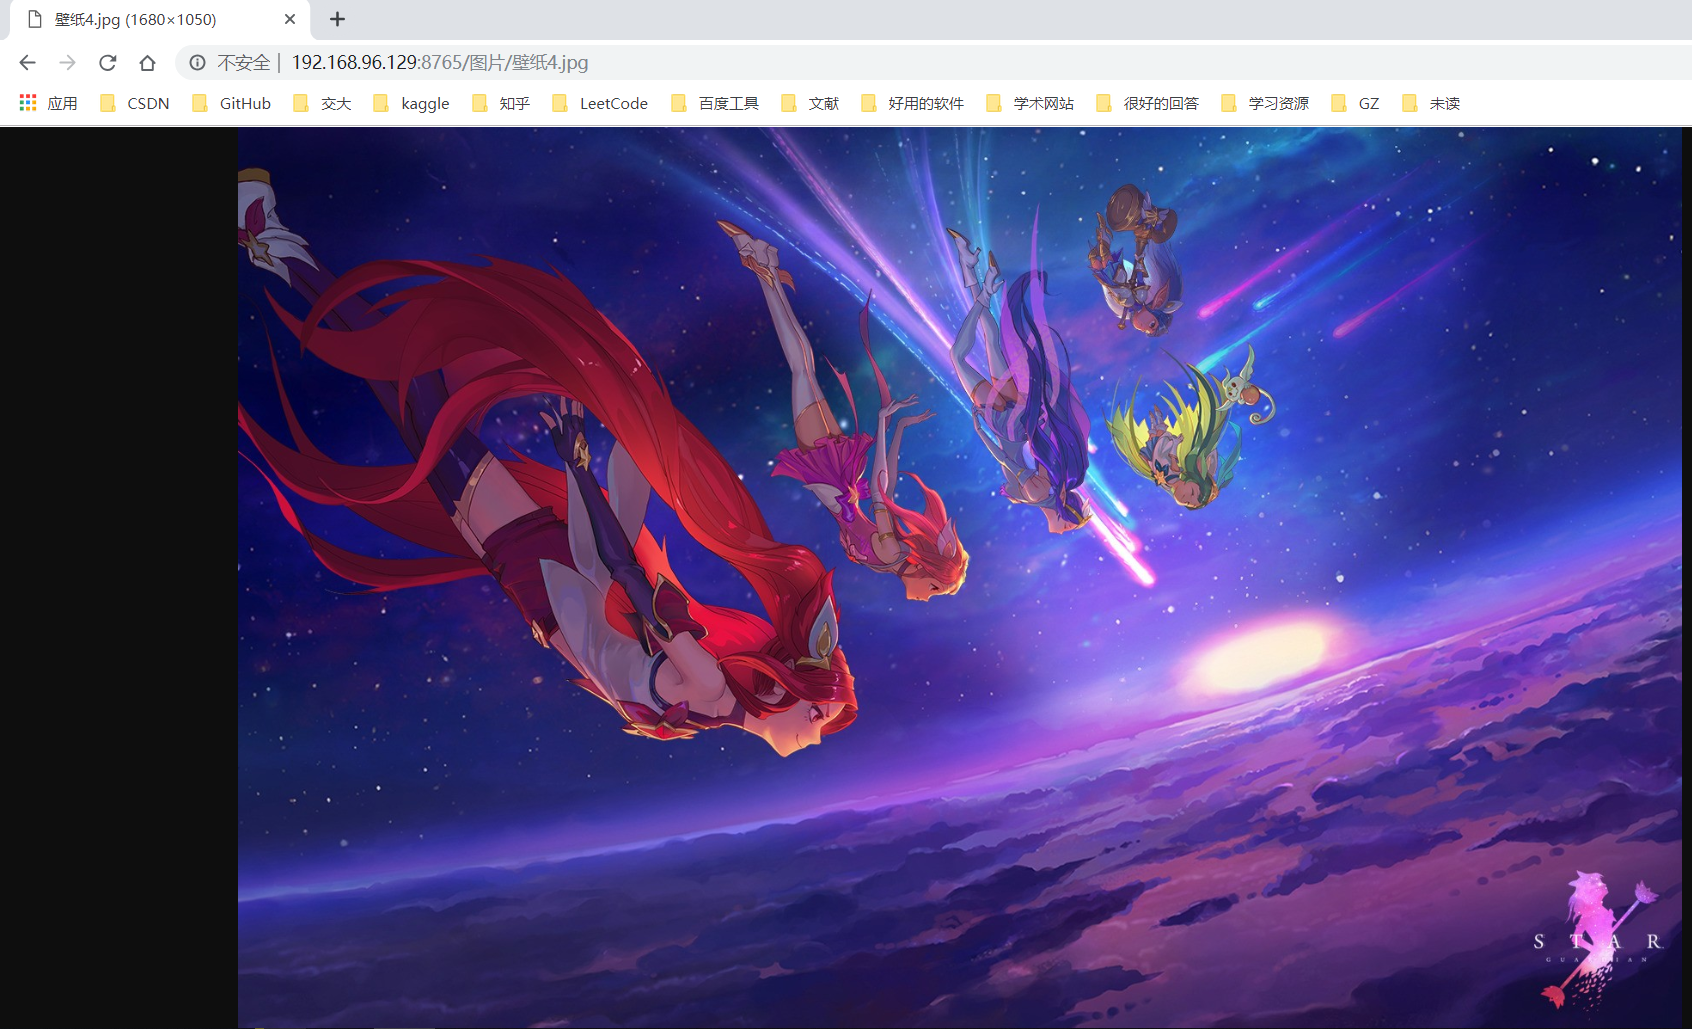 壁纸4.jpg (1680×1050)
不安全 | 192.168.96.129:8765/图片/壁纸4.jpg
应用 CSDN GitHub 交大 kaggle 知乎 LeetCode 百度工具 文献 好用的软件 学术网站 很好的回答 学习资源 GZ 未读
STAR
GUARDIAN